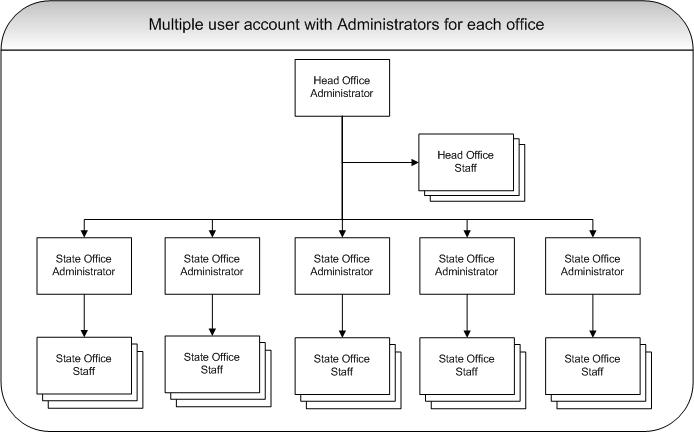 Multiple user account with Administrators for each office
Head Office
Administrator
Head Office
Staff
State Office
Administrator
State Office
Administrator
State Office
Administrator
State Office
Administrator
State Office
Administrator
State Office
Staff
State Office
Staff
State Office
Staff
State Office
Staff
State Office
Staff